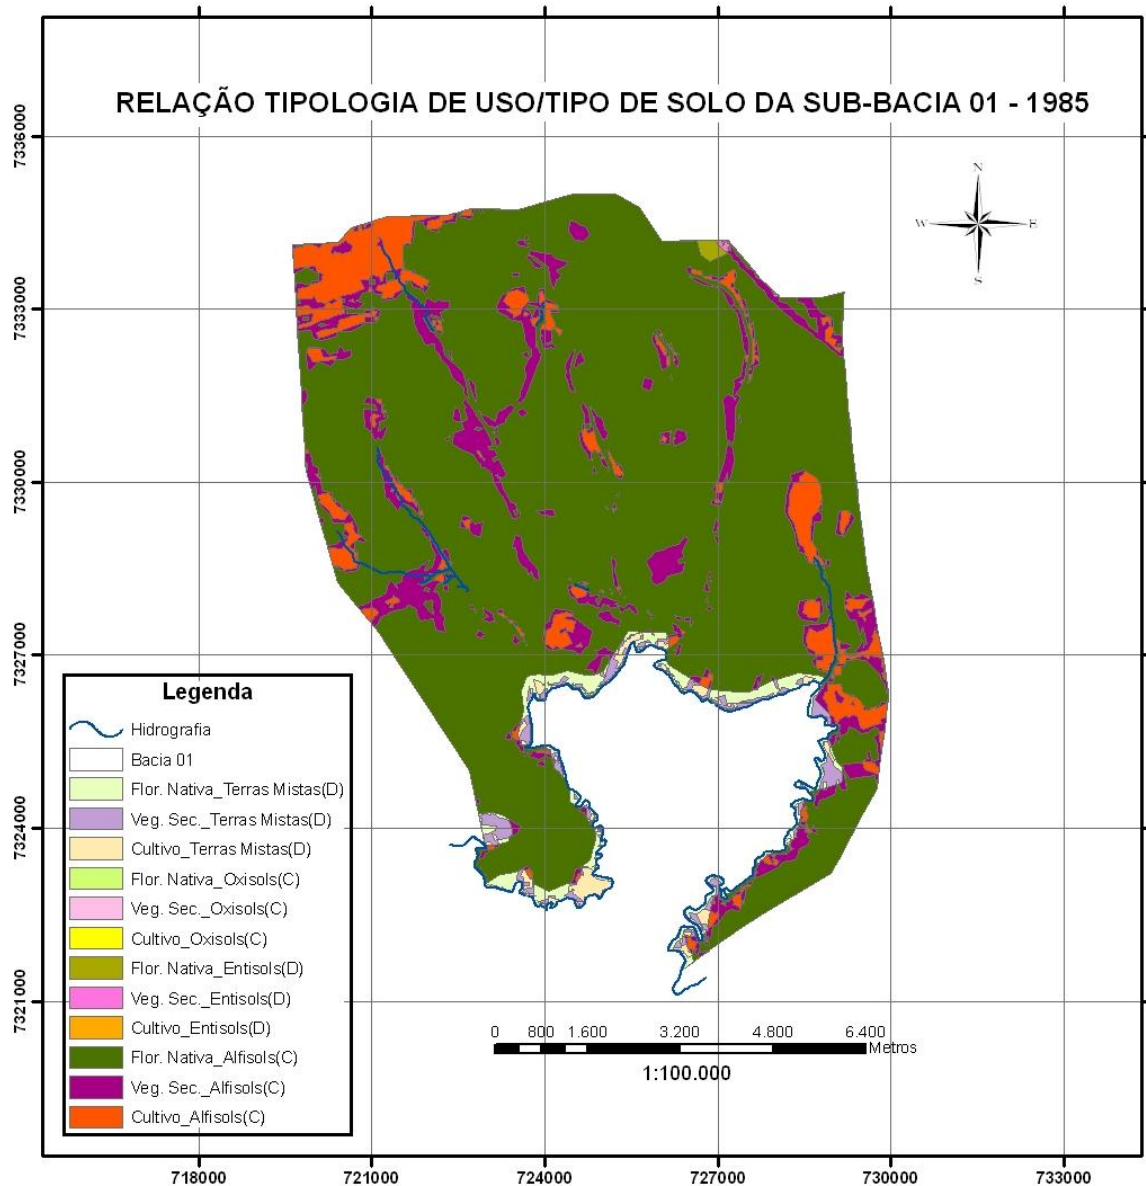 RELAÇÃO TIPOLOGIA DE USO/TIPO DE SOLO DA SUB-BACIA 01 - 1985
N
W E
S
7336000
7333000
7330000
7327000
7324000
7321000
Legenda
Hidrografia
Bacia 01
Flor. Nativa_Terras Mistas(D)
Veg. Sec._Terras Mistas(D)
Cultivo_Terras Mistas(D)
Flor. Nativa_Oxisols(C)
Veg. Sec._Oxisols(C)
Cultivo_Oxisols(C)
Flor. Nativa_Entisols(D)
Veg. Sec._Entisols(D)
Cultivo_Entisols(D)
Flor. Nativa_Alfisols(C)
Veg. Sec._Alfisols(C)
Cultivo_Alfisols(C)
0 800 1.600 3.200 4.800 6.400
Metros
1:100.000
718000 721000 724000 727000 730000 733000